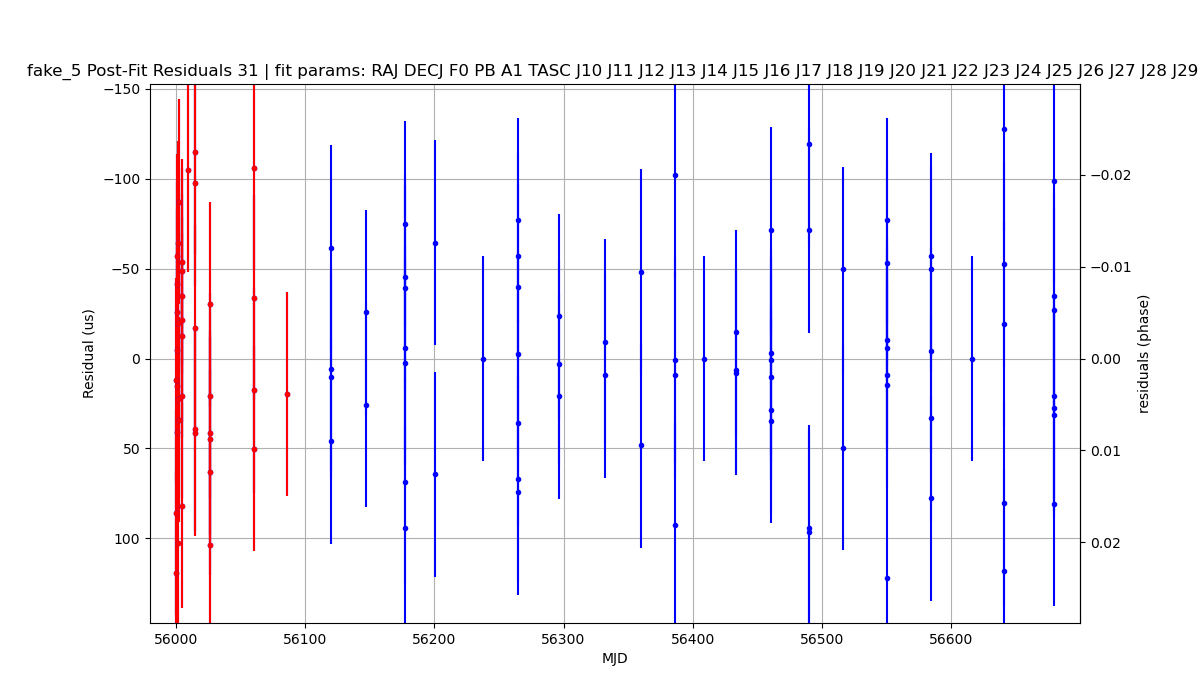 fake_5 Post-Fit Residuals 31 | fit params: RAJ DECJ F0 PB A1 TASC J10 J11 J12 J13 J14 J15 J16 J17 J18 J19 J20 J21 J22 J23 J24 J25 J26 J27 J28 J29
−150
−100
−50
0
50
100
Residual (us)
−0.02
−0.01
0.00
0.01
0.02
residuals (phase)
56000 56100 56200 56300 56400 56500 56600
MJD